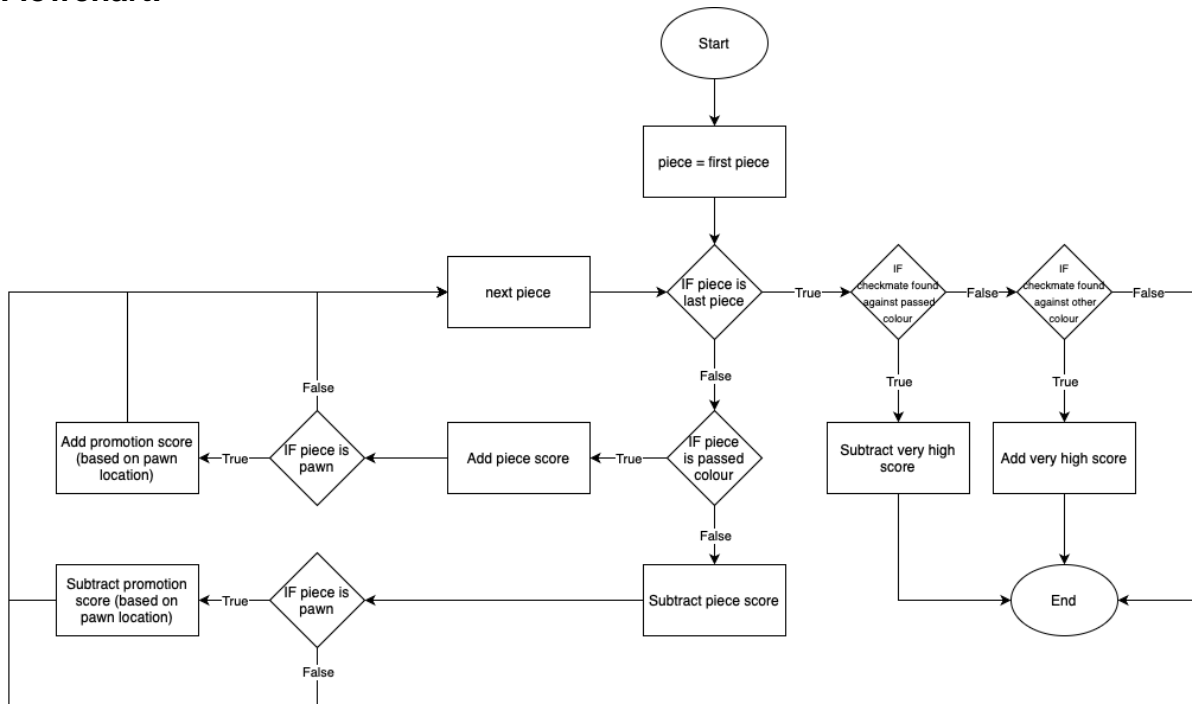 Flowchart:
Start
piece = first piece
next piece
IF piece is
last piece
True
IF
checkmate found
against passed
colour
False
IF
checkmate found
against other
colour
False
False
False
True
True
Add promotion score
(based on pawn
location)
True
IF piece is
pawn
Add piece score
True
IF piece
is passed
colour
Subtract very high
score
Add very high score
False
Subtract promotion
score (based on
pawn location)
True
IF piece is
pawn
Subtract piece score
End
False